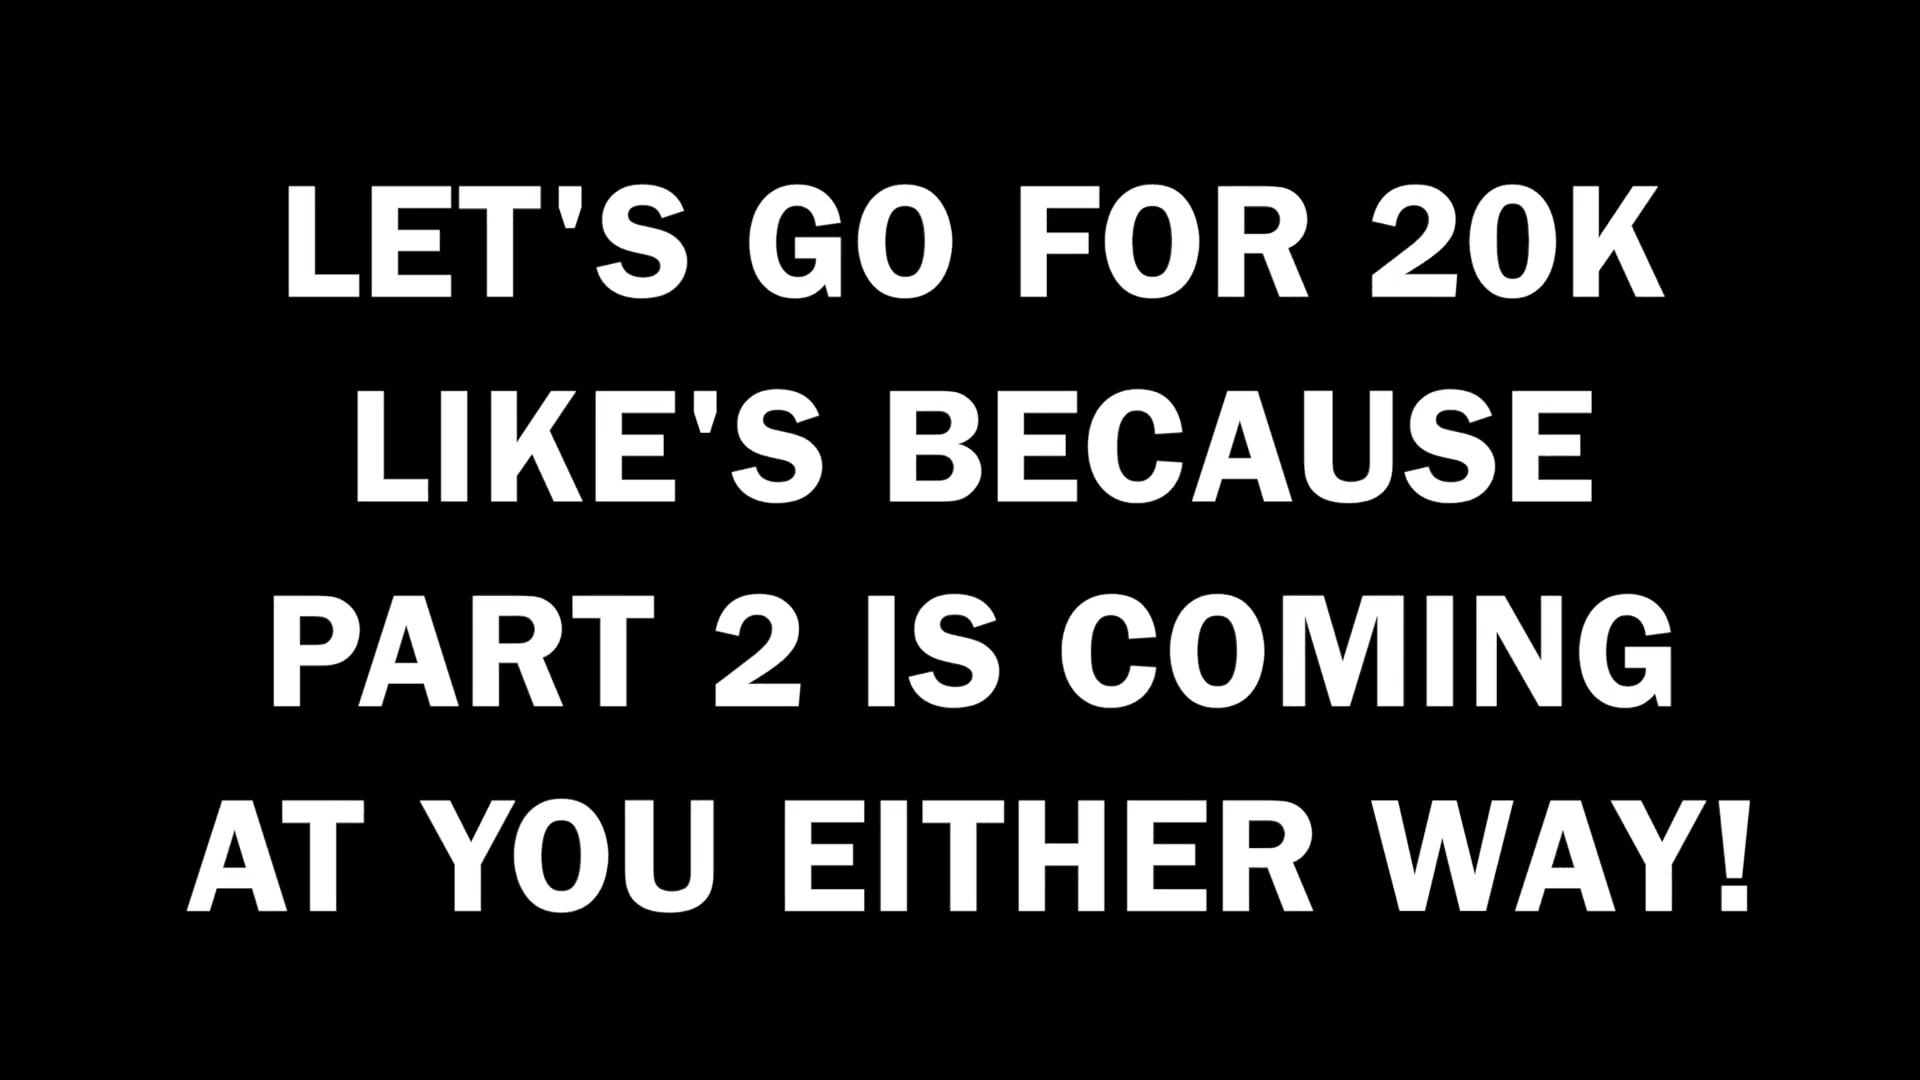 LET'S GO FOR 20K
LIKE'S BECAUSE
PART 2 IS COMING
AT YOU EITHER WAY!